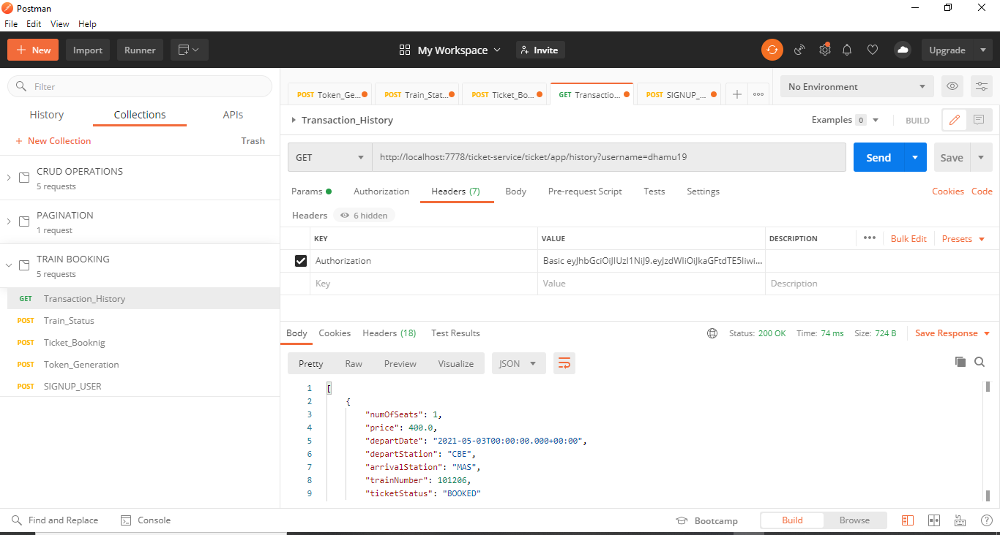 Postman
File Edit View Help
+ New Import Runner My Workspace Invite Upgrade
Filter
History Collections APIs
+ New Collection Trash
CRUD OPERATIONS
5 requests
PAGINATION
1 request
TRAIN BOOKING
5 requests
GET Transaction_History
POST Train_Status
POST Ticket_Booknig
POST Token_Generation
POST SIGNUP_USER
POST Token_Ge... POST Train_Stat... POST Ticket_Bo... GET Transactio... POST SIGNUP_... No Environment
Transaction_History Examples 0 BUILD
GET http://localhost:7778/ticket-service/ticket/app/history?username=dhamu19 Send Save
Params Authorization Headers (7) Body Pre-request Script Tests Settings Cookies Code
Headers 6 hidden
KEY VALUE DESCRIPTION Bulk Edit Presets
Authorization Basic eyJhbGciOiJIUzI1NiJ9.eyJzdWIiOiJkaGFtdTE5Iiwi...
Key Value Description
Body Cookies Headers (18) Test Results Status: 200 OK Time: 74 ms Size: 724 B Save Response
Pretty Raw Preview Visualize JSON
1 [
2 {
3 "numOfSeats": 1,
4 "price": 400.0,
5 "departDate": "2021-05-03T00:00:00.000+00:00",
6 "departStation": "CBE",
7 "arrivalStation": "MAS",
8 "trainNumber": 101206,
9 "ticketStatus": "BOOKED"
Find and Replace Console Bootcamp Build Browse